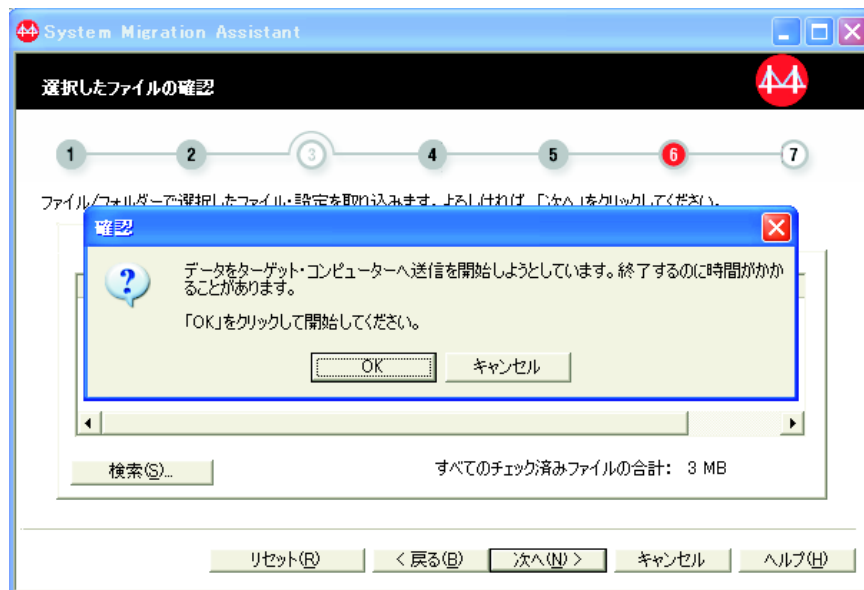 System Migration Assistant
選択したファイルの確認
1 2 3 4 5 6 7
ファイル/フォルダーで選択したファイル・設定を取り込みます。よろしければ、「次へ」をクリックしてください。
確認
データをターゲット・コンピューターへ送信を開始しようとしています。終了するのに時間がかか
ることがあります。
「OK」をクリックして開始してください。
OK キャンセル
検索(S)... すべてのチェック済みファイルの合計: 3 MB
リセット(R) < 戻る(B) 次へ(N) > キャンセル ヘルプ(H)